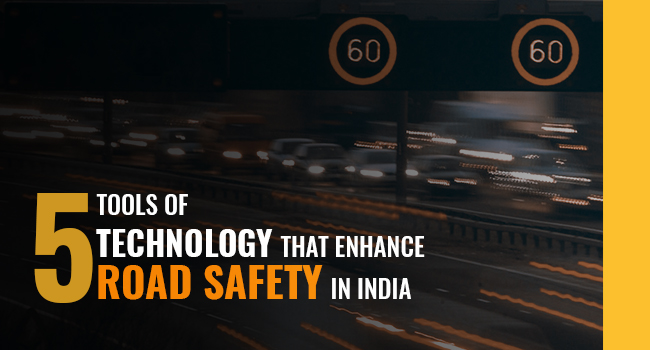 60 60
5 TOOLS OF
TECHNOLOGY THAT ENHANCE
ROAD SAFETY IN INDIA